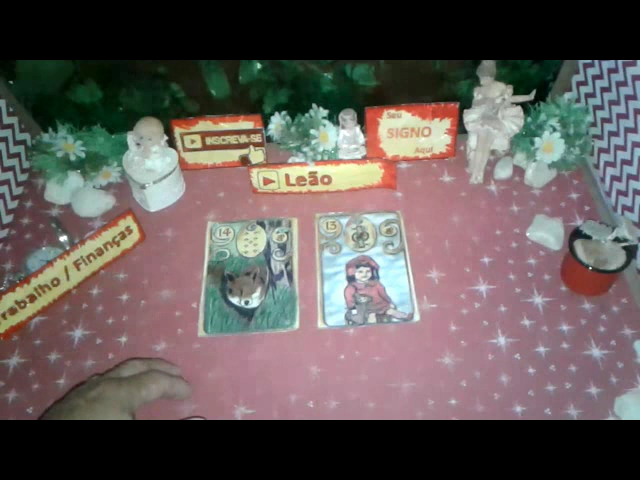 INSCREVA-SE
Seu
SIGNO
Aqui
Leão
Trabalho / Finanças
14
13